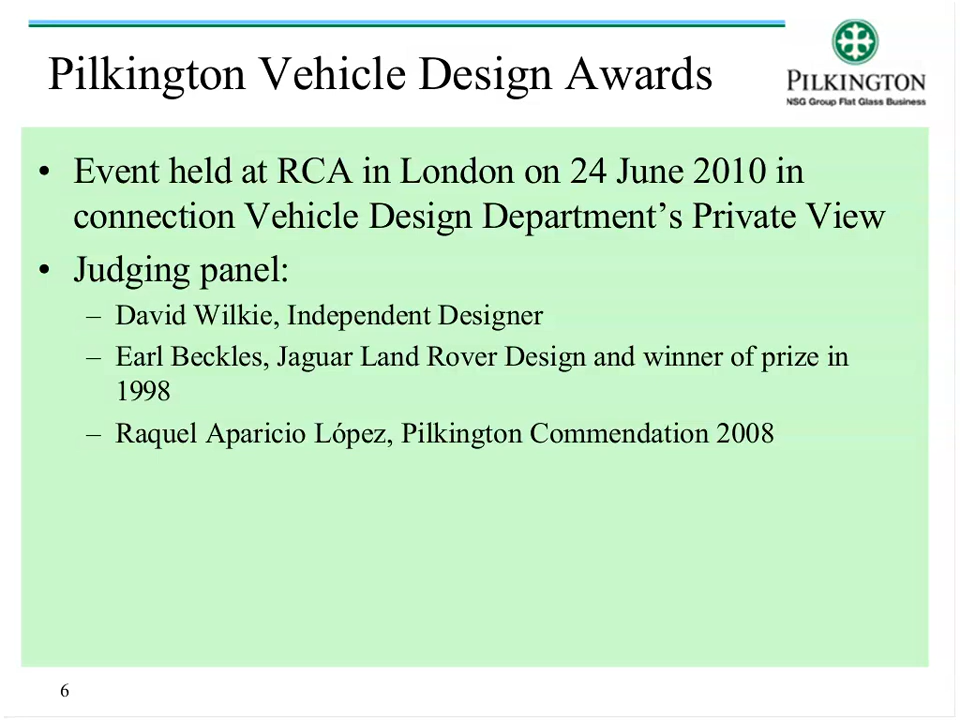 Pilkington Vehicle Design Awards
PILKINGTON
NSG Group Flat Glass Business
• Event held at RCA in London on 24 June 2010 in
connection Vehicle Design Department’s Private View
• Judging panel:
– David Wilkie, Independent Designer
– Earl Beckles, Jaguar Land Rover Design and winner of prize in
1998
– Raquel Aparicio López, Pilkington Commendation 2008
6